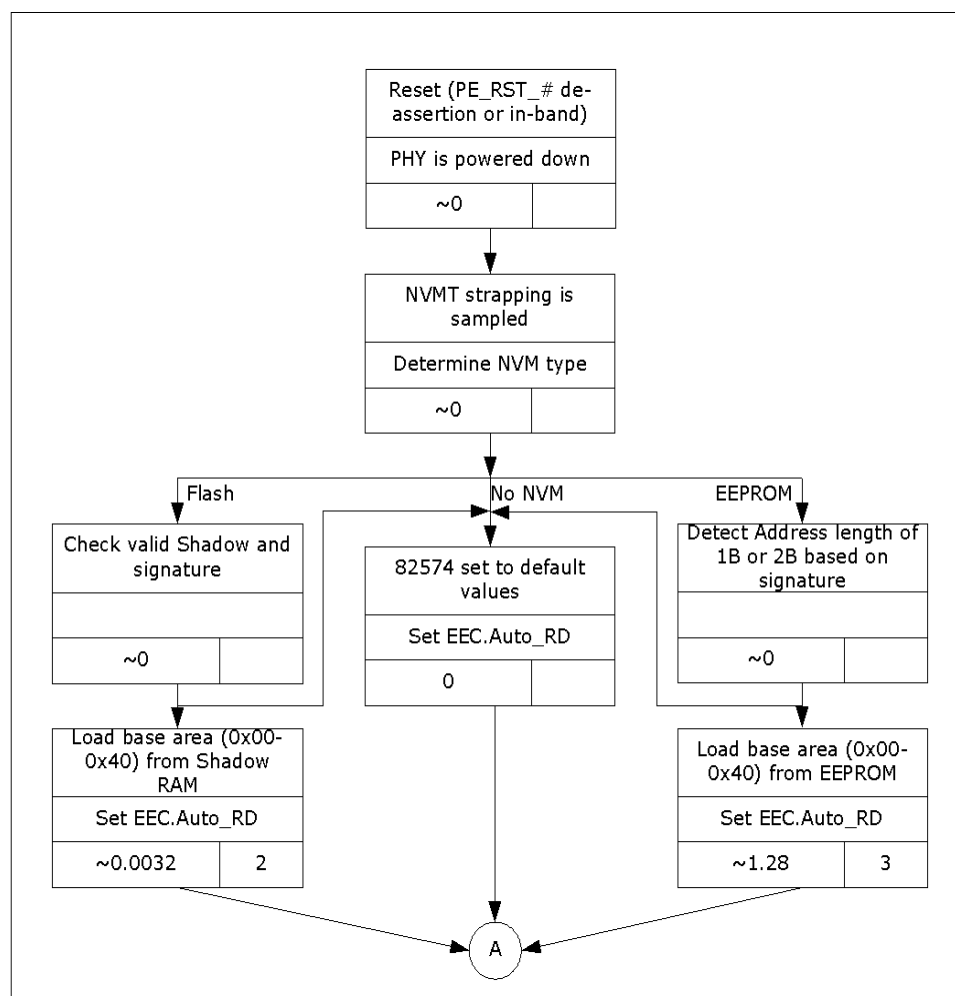 Reset (PE_RST_# de-
assertion or in-band)
PHY is powered down
~0
NVMT strapping is
sampled
Determine NVM type
~0
Flash
No NVM
EEPROM
Check valid Shadow and
signature
~0
82574 set to default
values
Set EEC.Auto_RD
0
Detect Address length of
1B or 2B based on
signature
~0
Load base area (0x00-
0x40) from Shadow
RAM
Set EEC.Auto_RD
~0.0032 2
Load base area (0x00-
0x40) from EEPROM
Set EEC.Auto_RD
~1.28 3
A